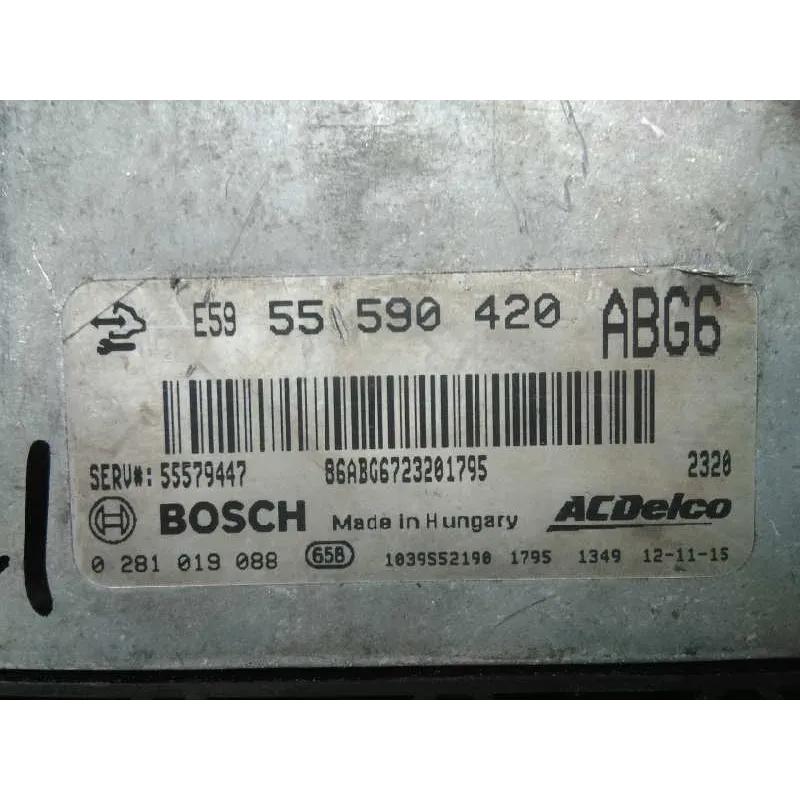 E59 55 590 420 ABG6
SERV#: 55579447 86ABG6723201795 2320
BOSCH Made in Hungary ACDelco
0 281 019 088 658 1039S52190 1795 1349 12-11-15